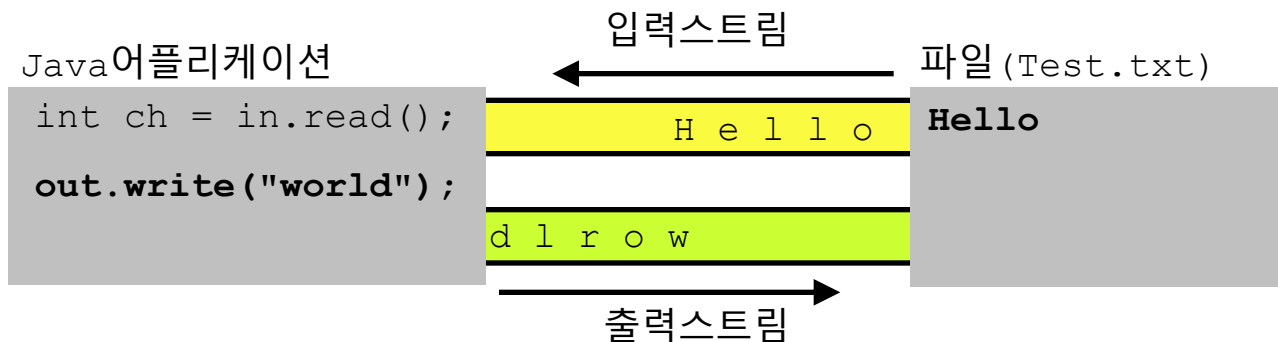 입력스트림
Java어플리케이션
파일(Test.txt)
int ch = in.read();
H e l l o
Hello
out.write("world");
d l r o w
출력스트림